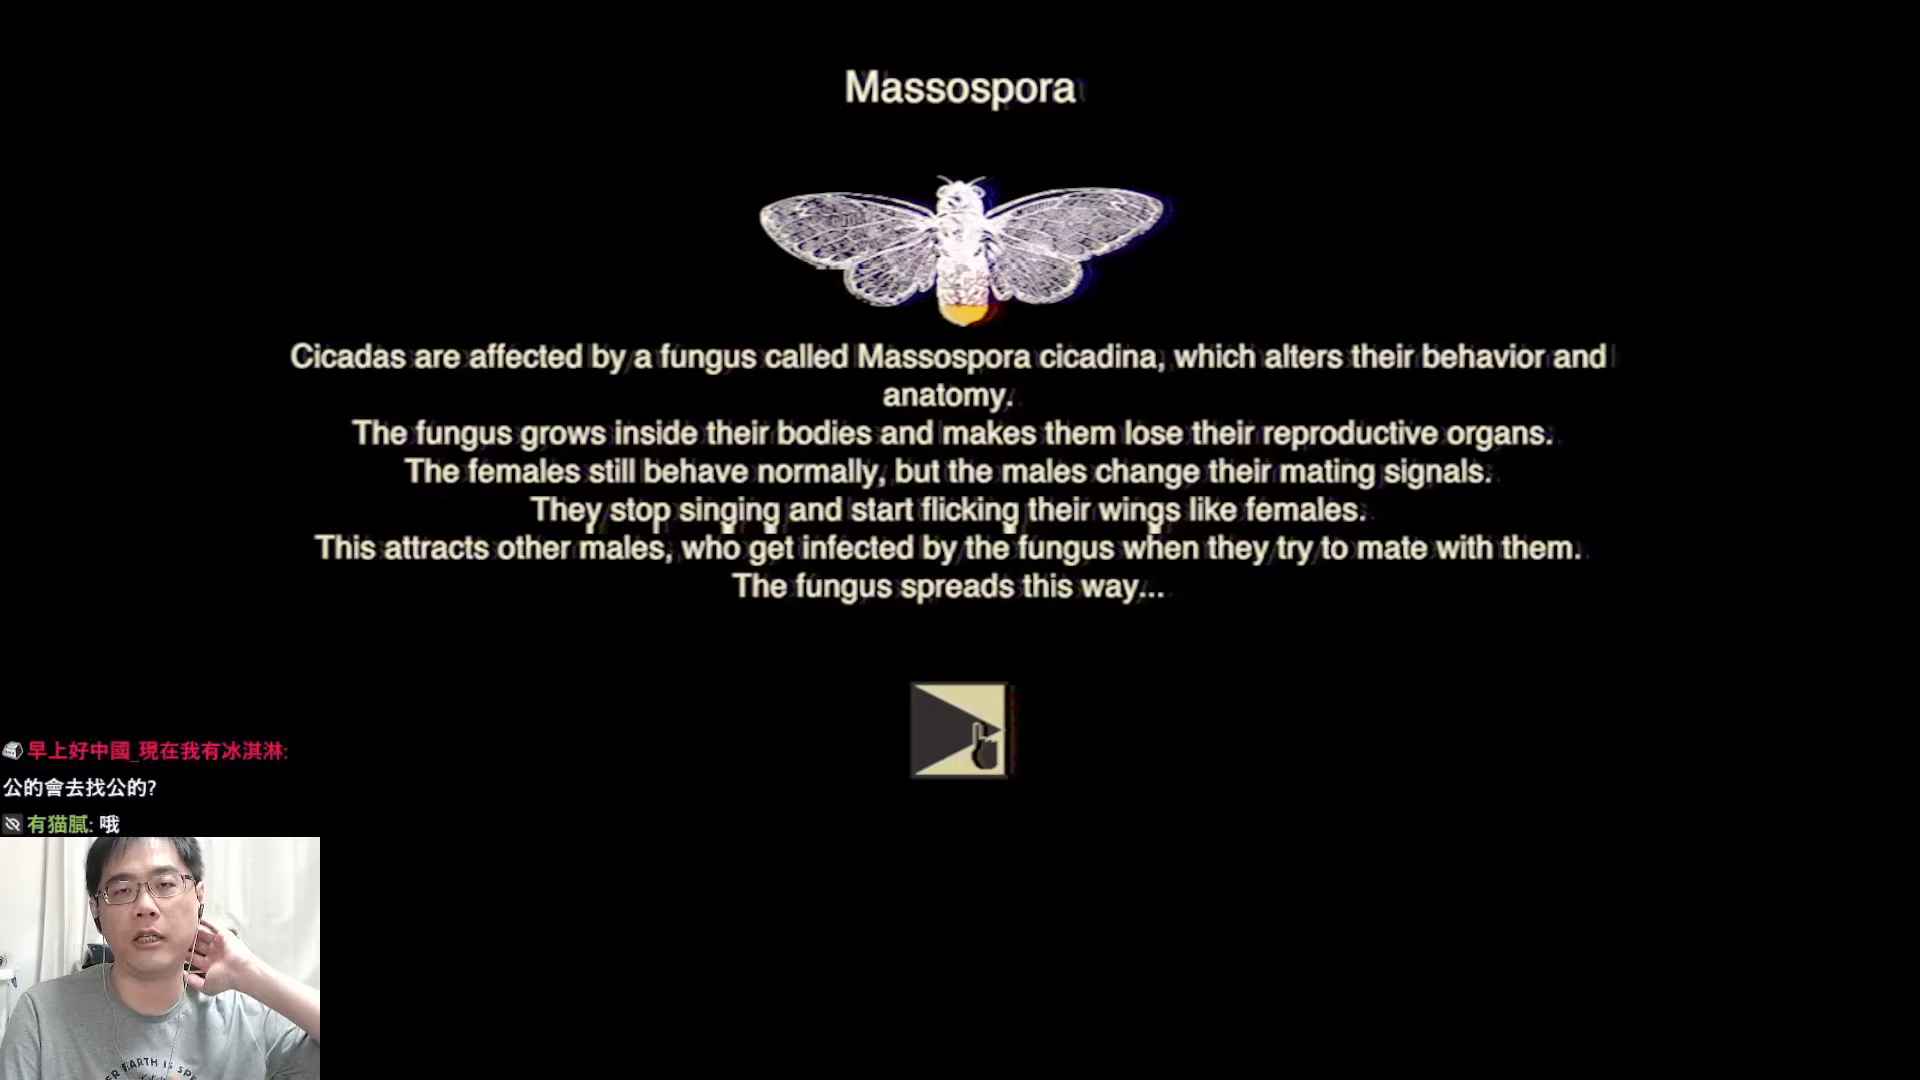 Massospora
Cicadas are affected by a fungus called Massospora cicadina, which alters their behavior and
anatomy.
The fungus grows inside their bodies and makes them lose their reproductive organs.
The females still behave normally, but the males change their mating signals.
They stop singing and start flicking their wings like females.
This attracts other males, who get infected by the fungus when they try to mate with them.
The fungus spreads this way...
早上好中國_現在我有冰淇淋:
公的會去找公的?
有猫膩: 哦
EARTH IS